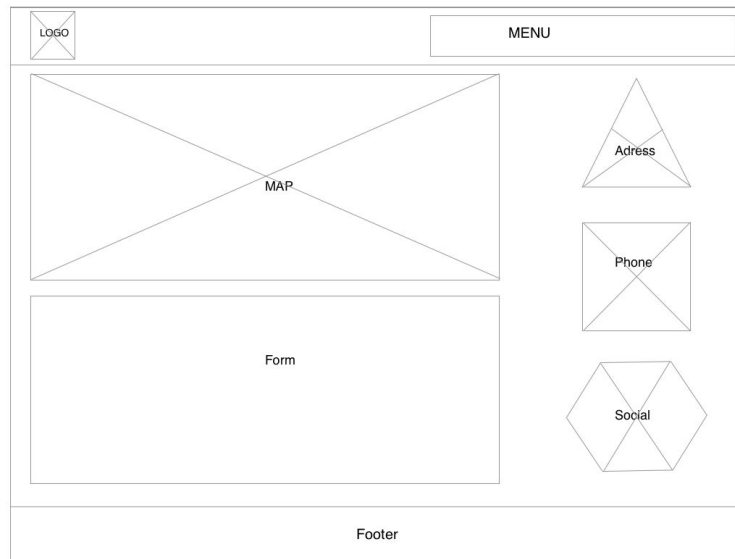 LOGO
MENU
MAP
Adress
Phone
Form
Social
Footer